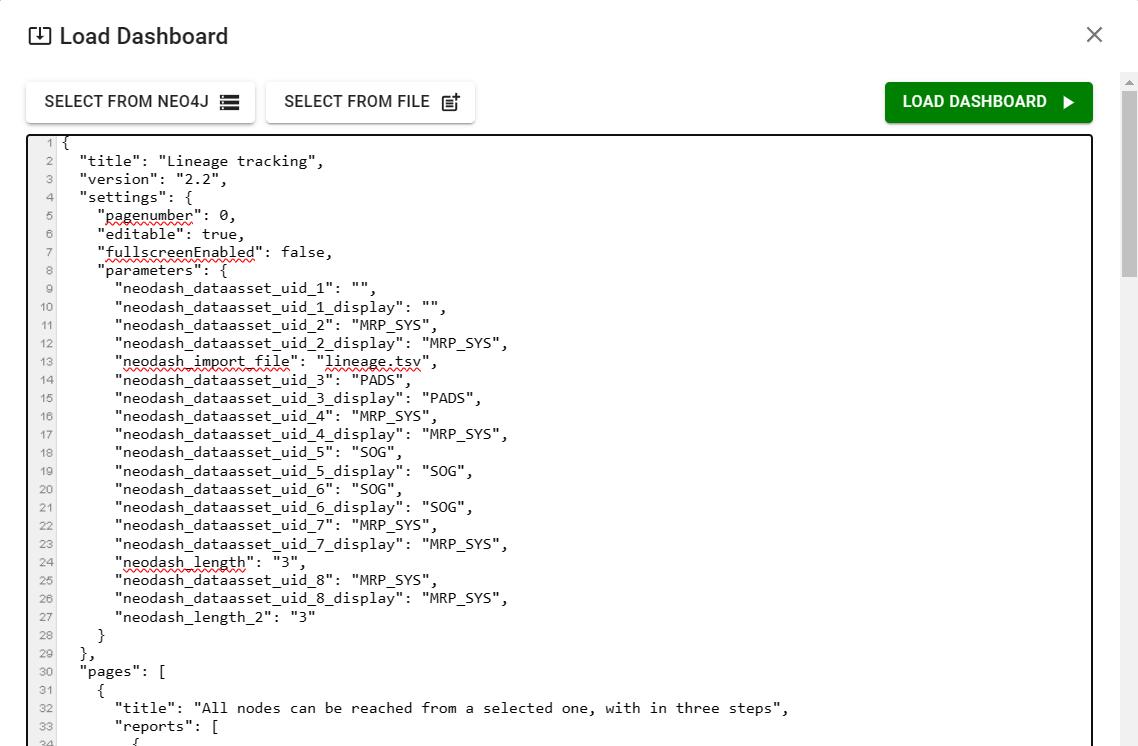 Load Dashboard
SELECT FROM NEO4J
SELECT FROM FILE
LOAD DASHBOARD
1 {
2 "title": "Lineage tracking",
3 "version": "2.2",
4 "settings": {
5 "pagenumber": 0,
6 "editable": true,
7 "fullscreenEnabled": false,
8 "parameters": {
9 "neodash_dataasset_uid_1": "",
10 "neodash_dataasset_uid_1_display": "",
11 "neodash_dataasset_uid_2": "MRP_SYS",
12 "neodash_dataasset_uid_2_display": "MRP_SYS",
13 "neodash_import_file": "lineage.tsv",
14 "neodash_dataasset_uid_3": "PADS",
15 "neodash_dataasset_uid_3_display": "PADS",
16 "neodash_dataasset_uid_4": "MRP_SYS",
17 "neodash_dataasset_uid_4_display": "MRP_SYS",
18 "neodash_dataasset_uid_5": "SOG",
19 "neodash_dataasset_uid_5_display": "SOG",
20 "neodash_dataasset_uid_6": "SOG",
21 "neodash_dataasset_uid_6_display": "SOG",
22 "neodash_dataasset_uid_7": "MRP_SYS",
23 "neodash_dataasset_uid_7_display": "MRP_SYS",
24 "neodash_length": "3",
25 "neodash_dataasset_uid_8": "MRP_SYS",
26 "neodash_dataasset_uid_8_display": "MRP_SYS",
27 "neodash_length_2": "3"
28 }
29 },
30 "pages": [
31 {
32 "title": "All nodes can be reached from a selected one, with in three steps",
33 "reports": [
34 {